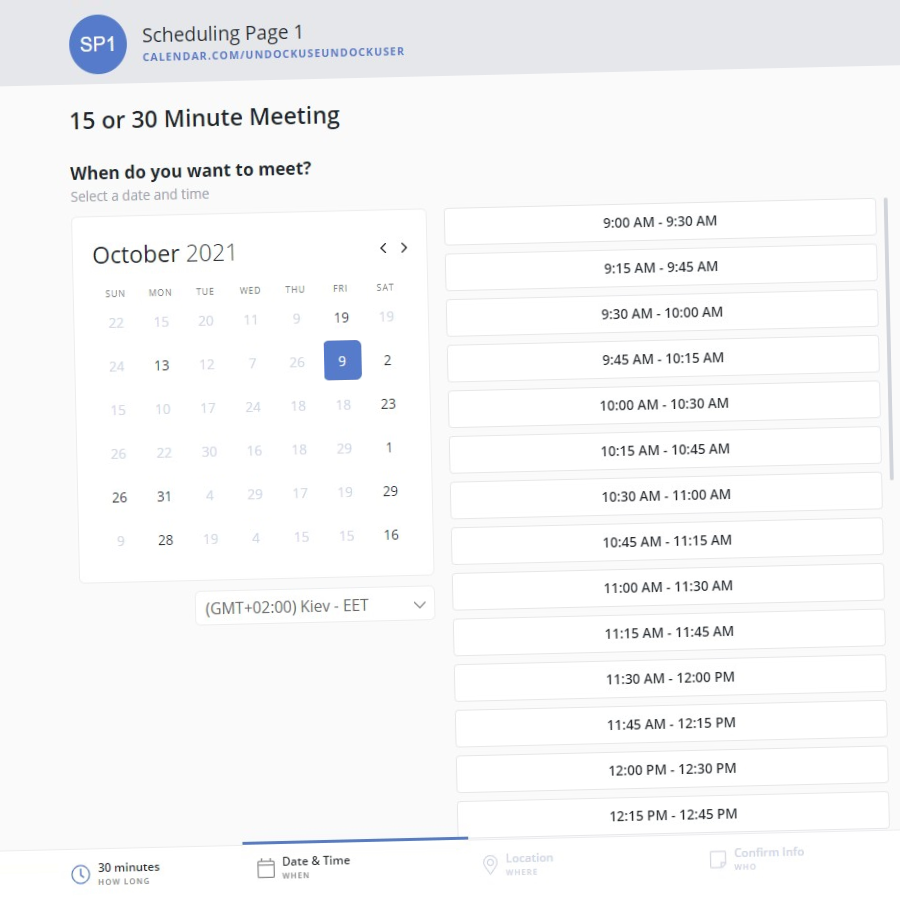 SP1
Scheduling Page 1
CALENDAR.COM/UNDOCKUSEUNDOCKUSER
15 or 30 Minute Meeting
When do you want to meet?
Select a date and time
October 2021
SUN MON TUE WED THU FRI SAT
22 15 20 11 9 19 19
24 13 12 7 26 9 2
15 10 17 24 18 18 23
26 22 30 16 18 29 1
26 31 4 29 17 19 29
9 28 19 4 15 15 16
(GMT+02:00) Kiev - EET
9:00 AM - 9:30 AM
9:15 AM - 9:45 AM
9:30 AM - 10:00 AM
9:45 AM - 10:15 AM
10:00 AM - 10:30 AM
10:15 AM - 10:45 AM
10:30 AM - 11:00 AM
10:45 AM - 11:15 AM
11:00 AM - 11:30 AM
11:15 AM - 11:45 AM
11:30 AM - 12:00 PM
11:45 AM - 12:15 PM
12:00 PM - 12:30 PM
12:15 PM - 12:45 PM
30 minutes
HOW LONG
Date & Time
WHEN
Location
WHERE
Confirm Info
WHO